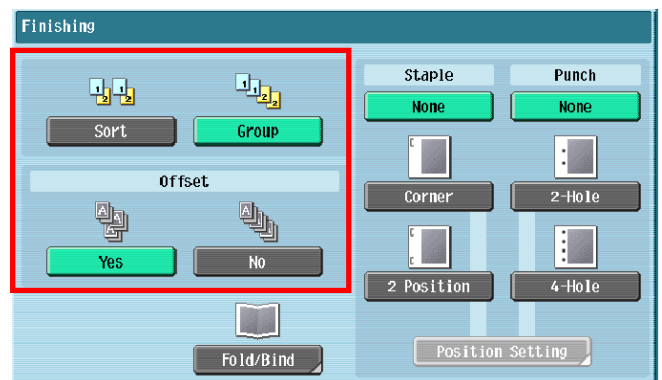 Finishing
Sort
Group
Offset
Yes
No
Fold/Bind
Staple
Punch
None
None
Corner
2-Hole
2 Position
4-Hole
Position Setting